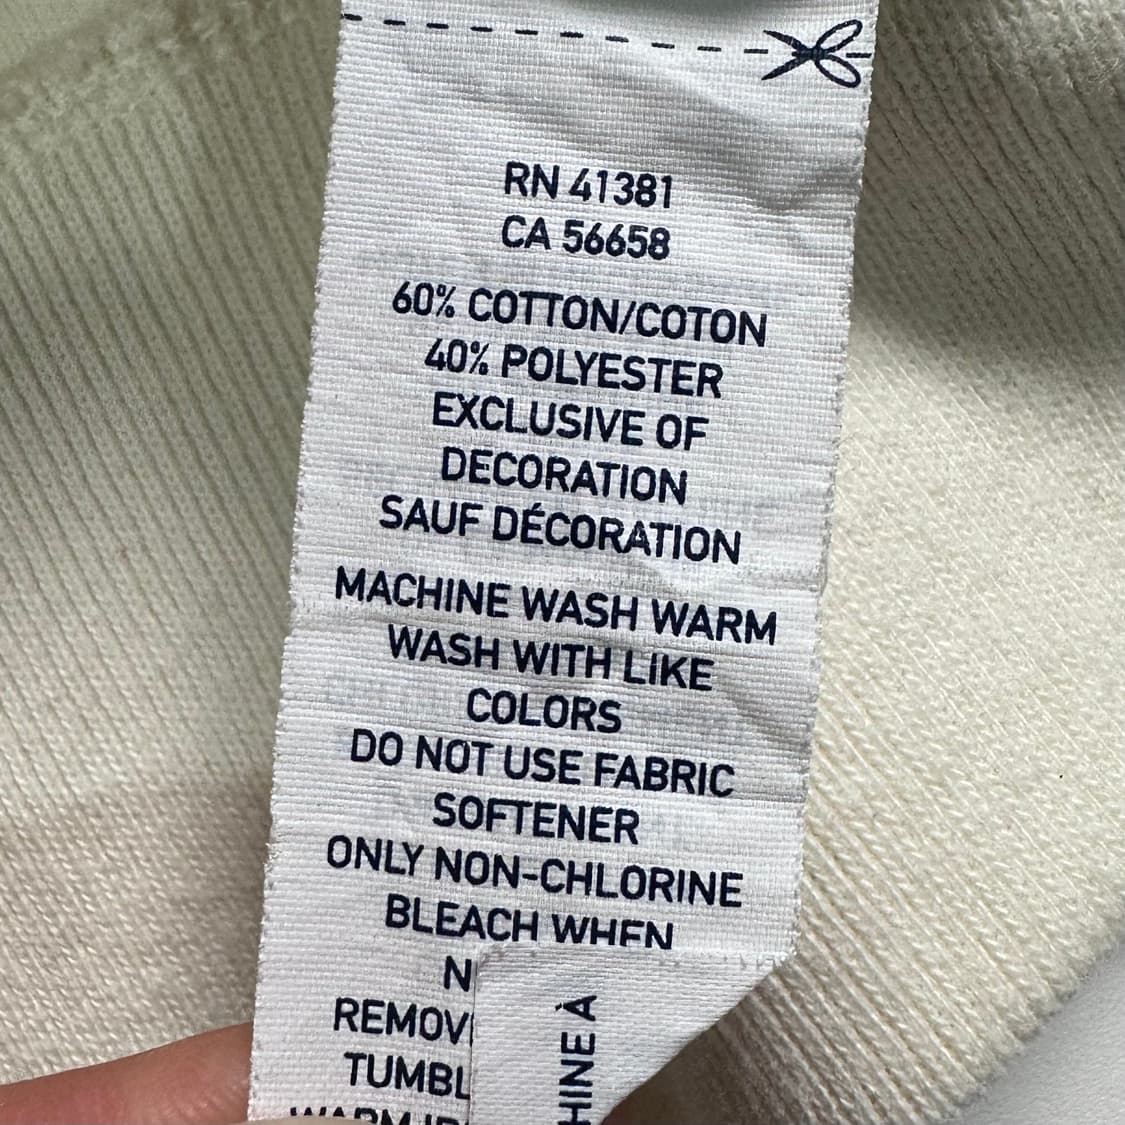 RN 41381
CA 56658
60% COTTON/COTON
40% POLYESTER
EXCLUSIVE OF
DECORATION
SAUF DÉCORATION
MACHINE WASH WARM
WASH WITH LIKE
COLORS
DO NOT USE FABRIC
SOFTENER
ONLY NON-CHLORINE
BLEACH WHEN